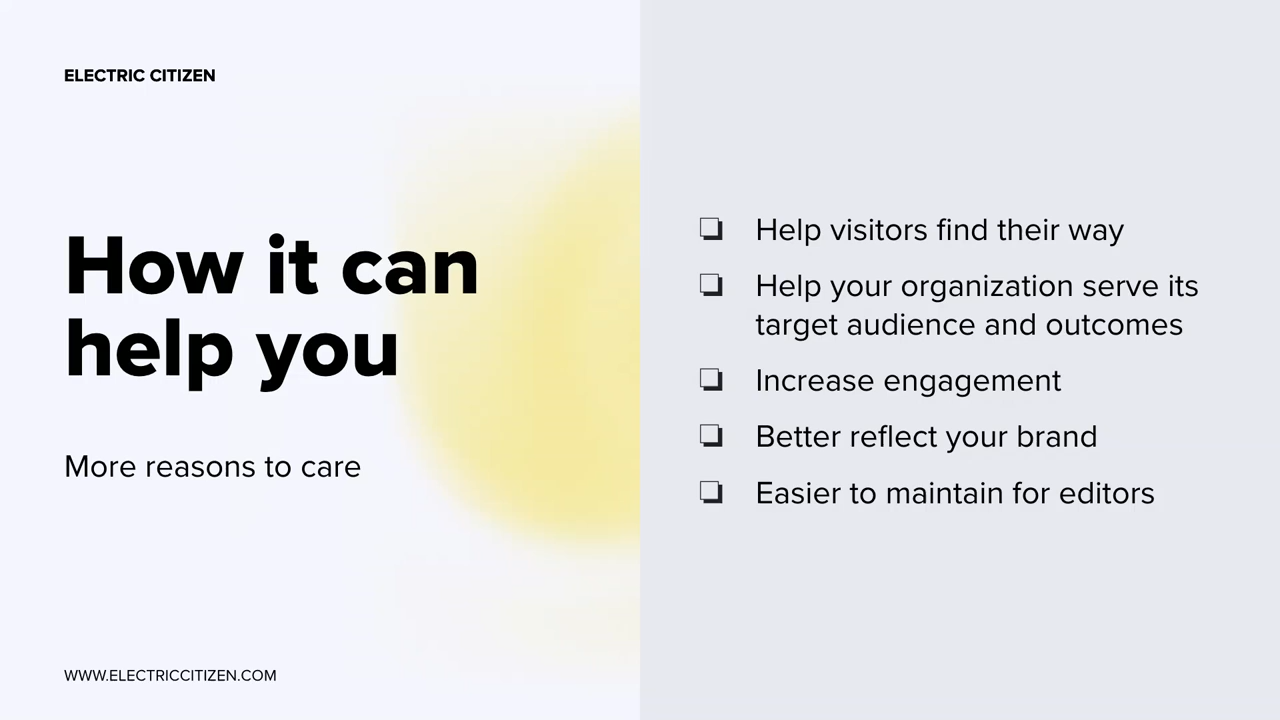 ELECTRIC CITIZEN
How it can
help you
More reasons to care
WWW.ELECTRICCITIZEN.COM
❏ Help visitors find their way
❏ Help your organization serve its
target audience and outcomes
❏ Increase engagement
❏ Better reflect your brand
❏ Easier to maintain for editors